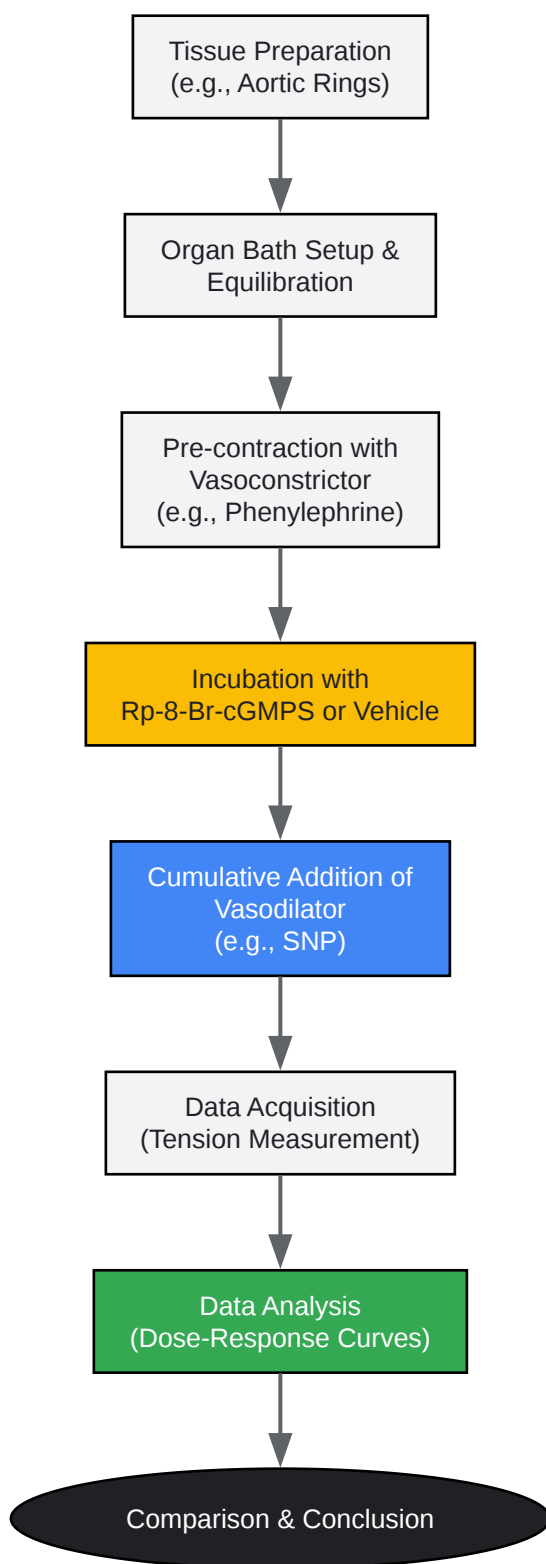 Tissue Preparation
(e.g., Aortic Rings)
Organ Bath Setup &
Equilibration
Pre-contraction with
Vasoconstrictor
(e.g., Phenylephrine)
Incubation with
Rp-8-Br-cGMPS or Vehicle
Cumulative Addition of
Vasodilator
(e.g., SNP)
Data Acquisition
(Tension Measurement)
Data Analysis
(Dose-Response Curves)
Comparison & Conclusion